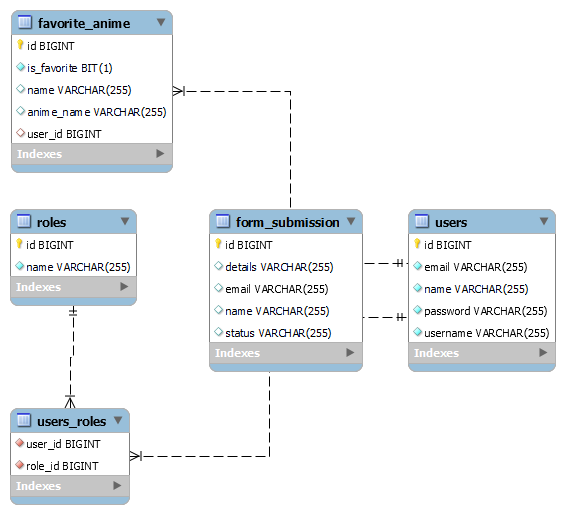 favorite_anime
id BIGINT
is_favorite BIT(1)
name VARCHAR(255)
anime_name VARCHAR(255)
user_id BIGINT
Indexes
roles
id BIGINT
name VARCHAR(255)
Indexes
form_submission
id BIGINT
details VARCHAR(255)
email VARCHAR(255)
name VARCHAR(255)
status VARCHAR(255)
Indexes
users
id BIGINT
email VARCHAR(255)
name VARCHAR(255)
password VARCHAR(255)
username VARCHAR(255)
Indexes
users_roles
user_id BIGINT
role_id BIGINT
Indexes